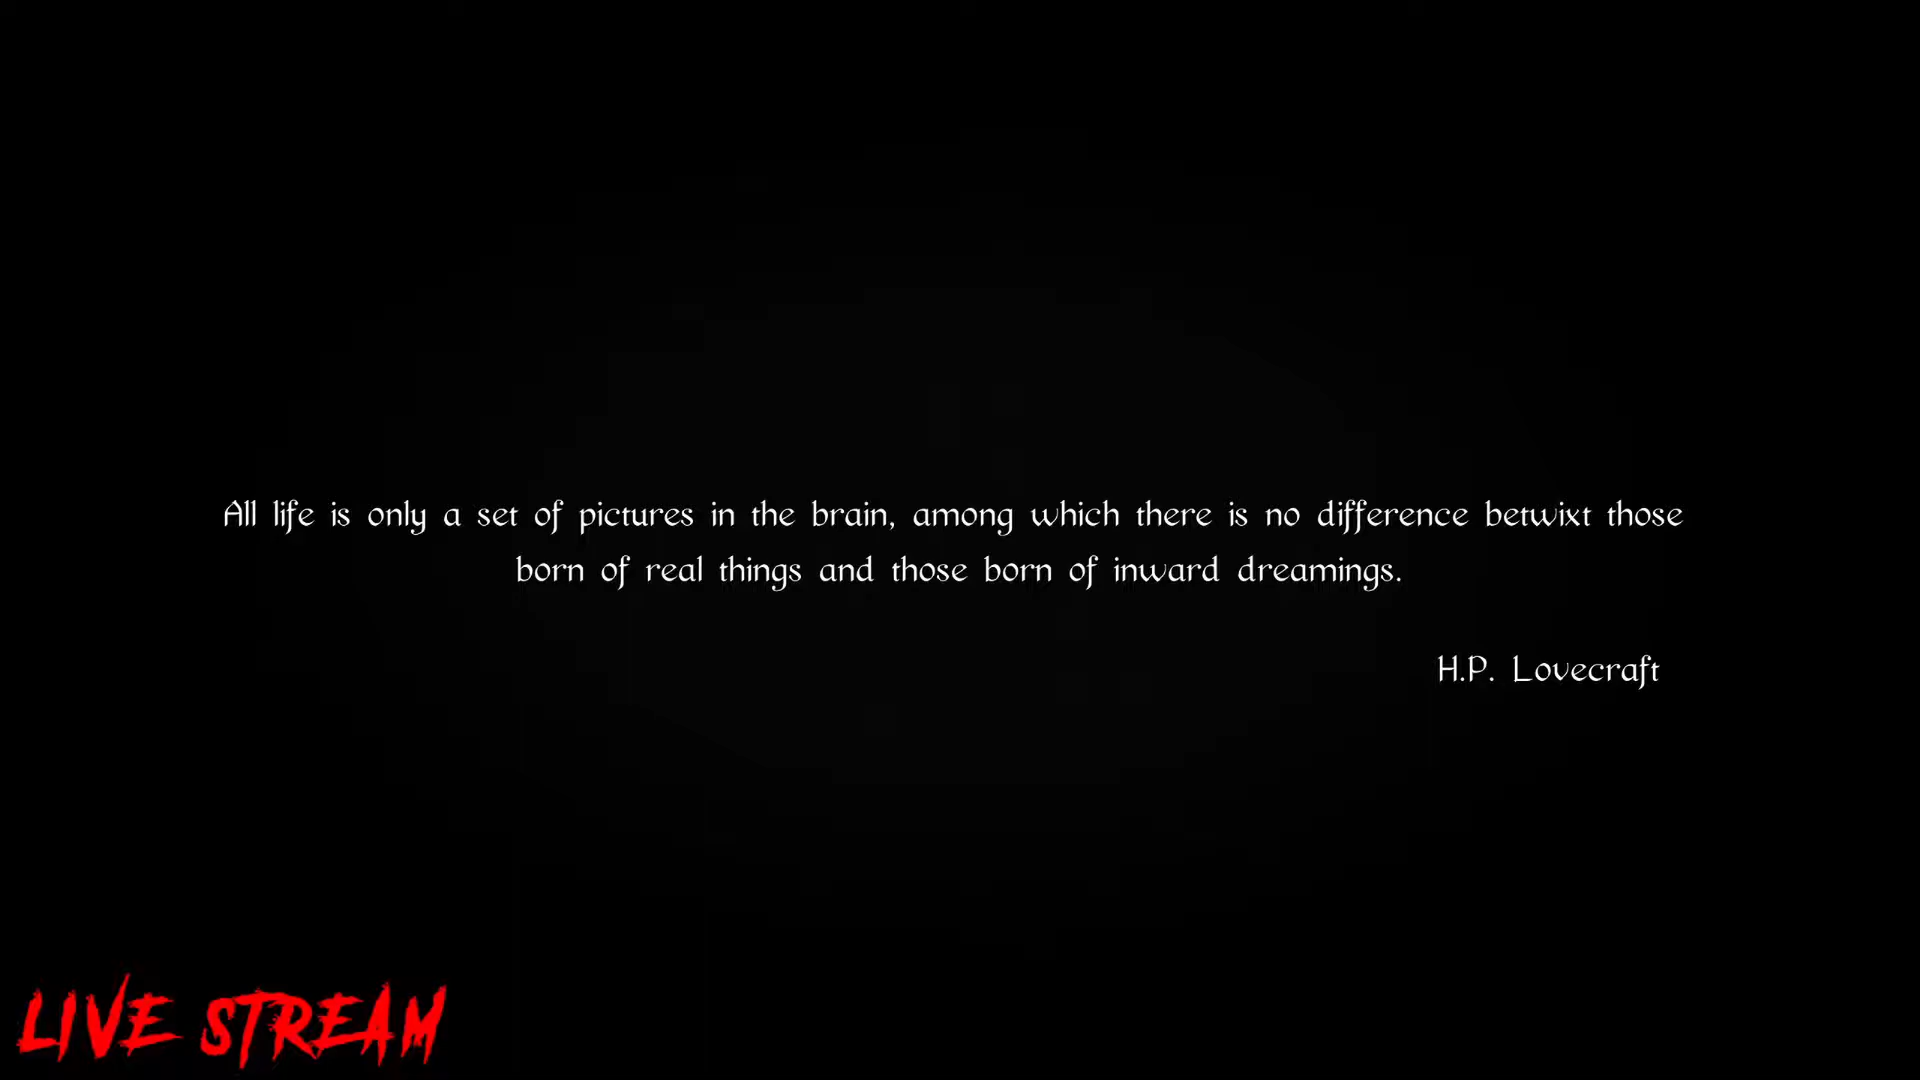 All life is only a set of pictures in the brain, among which there is no difference betwixt those
born of real things and those born of inward dreamings.
H.P. Lovecraft
LIVE STREAM